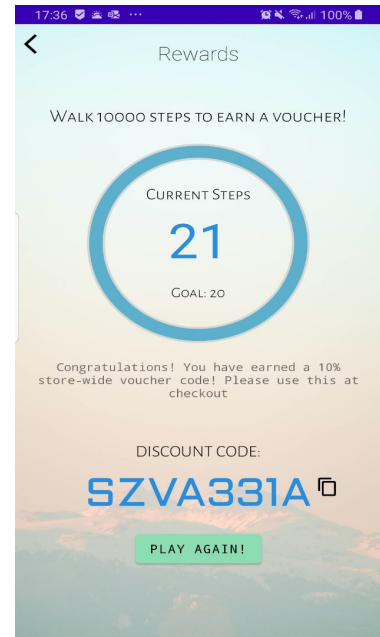 17:36 ... 100%
Rewards
WALK 10000 STEPS TO EARN A VOUCHER!
CURRENT STEPS
21
GOAL: 20
Congratulations! You have earned a 10%
store-wide voucher code! Please use this at
checkout
DISCOUNT CODE:
SZVA331A
PLAY AGAIN!